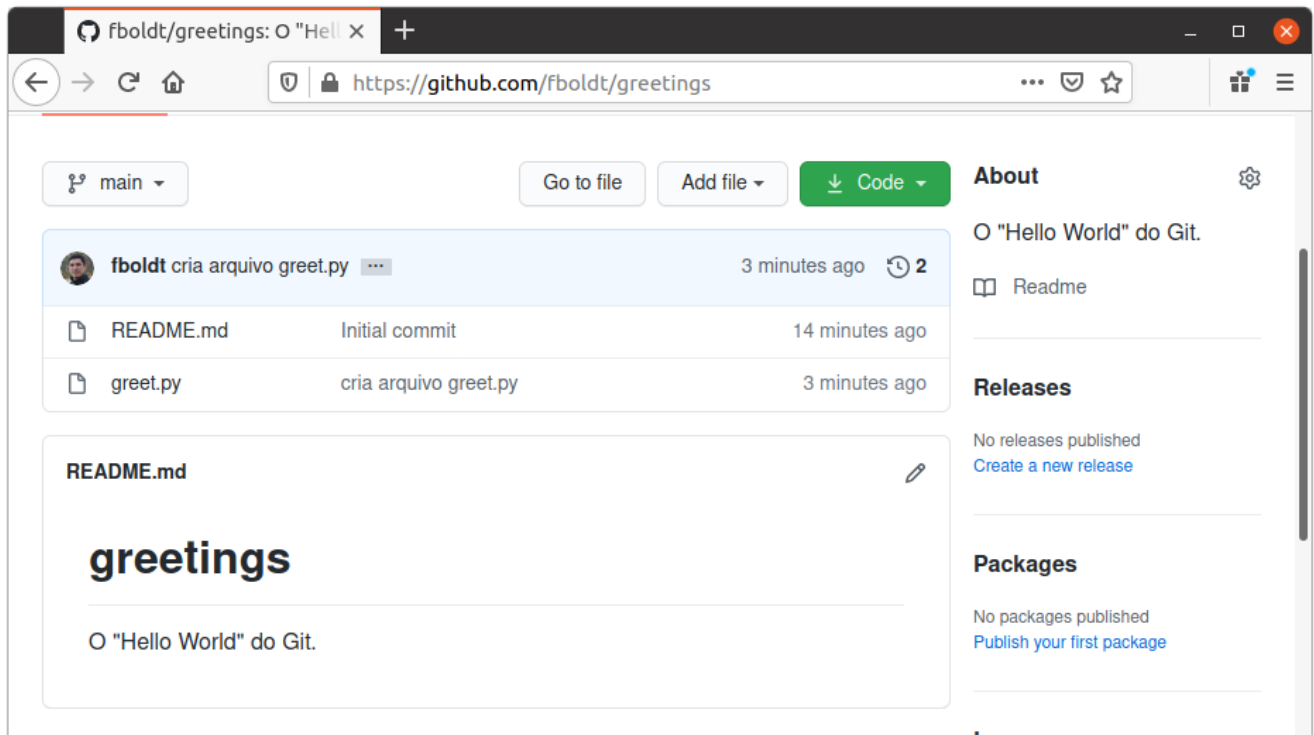 fboldt/greetings: O "Hell
https://github.com/fboldt/greetings
main
Go to file
Add file
Code
fboldt cria arquivo greet.py
3 minutes ago
2
README.md
Initial commit
14 minutes ago
greet.py
cria arquivo greet.py
3 minutes ago
README.md
greetings
O "Hello World" do Git.
About
O "Hello World" do Git.
Readme
Releases
No releases published
Create a new release
Packages
No packages published
Publish your first package